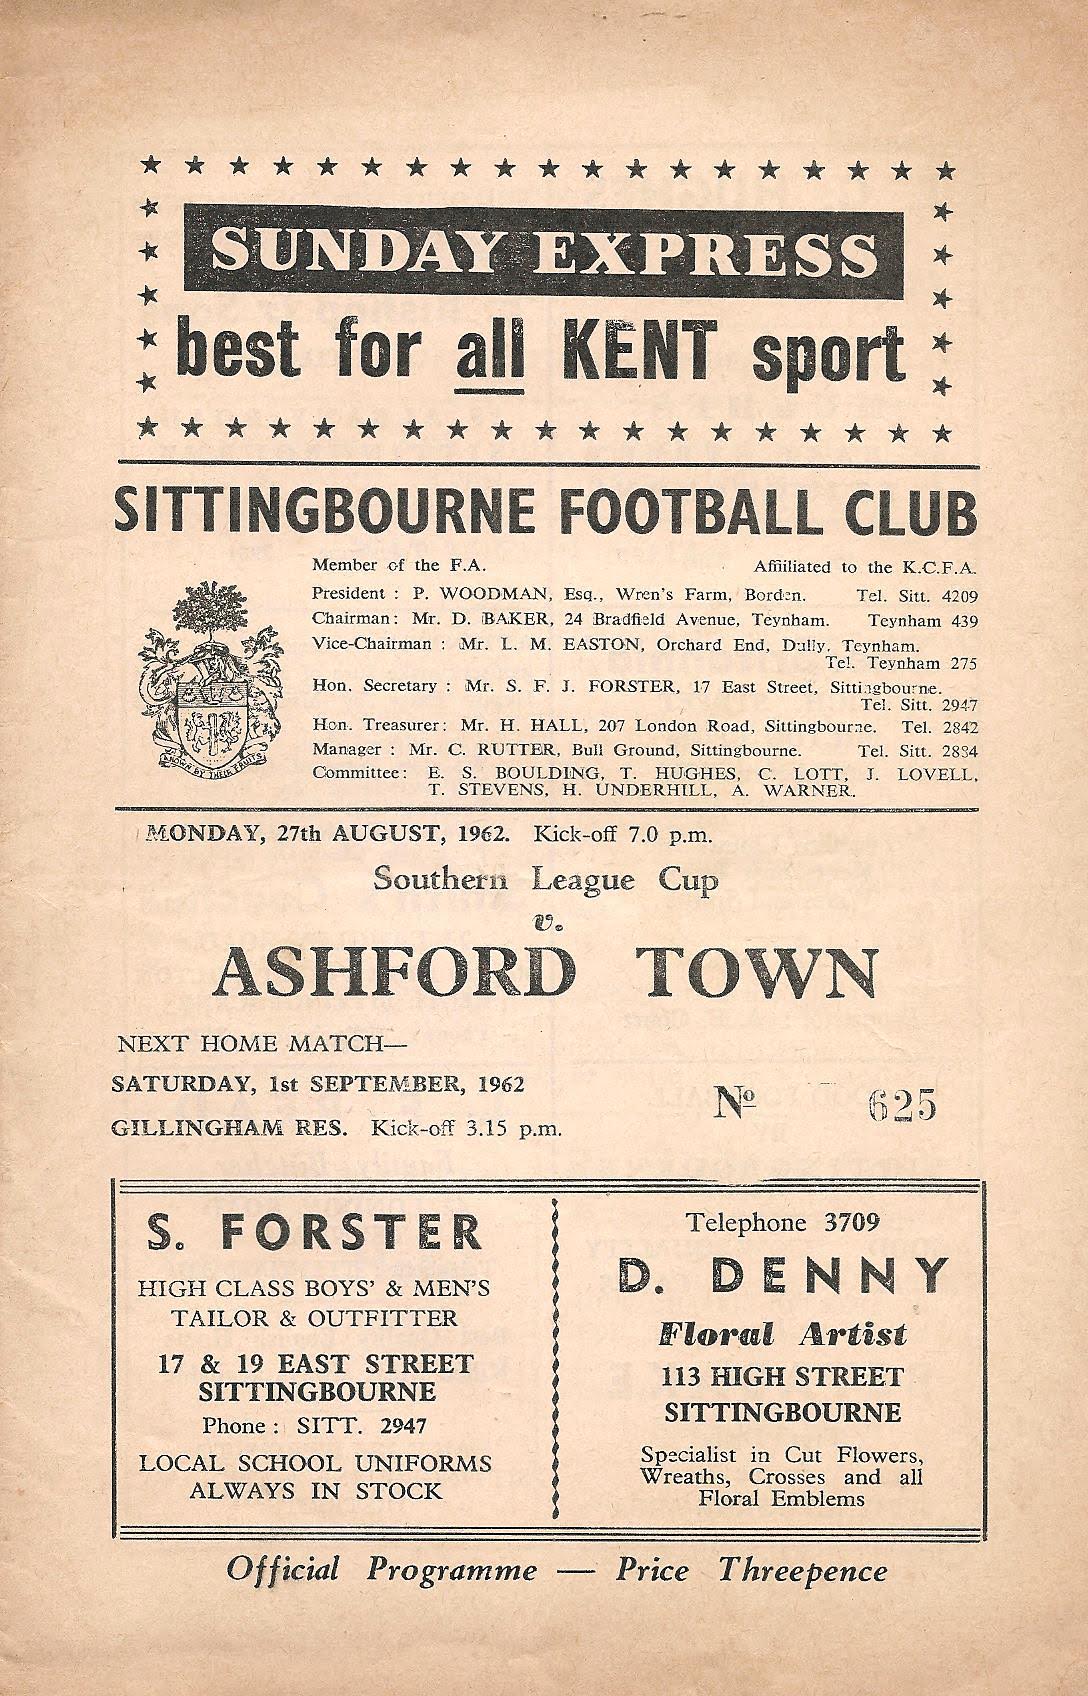 SUNDAY EXPRESS
best for all KENT sport
SITTINGBOURNE FOOTBALL CLUB
Member of the F.A. Affiliated to the K.C.F.A.
President : P. WOODMAN, Esq., Wren's Farm, Borden. Tel. Sitt. 4209
Chairman: Mr. D. BAKER, 24 Bradfield Avenue, Teynham. Teynham 439
Vice-Chairman : Mr. L. M. EASTON, Orchard End, Dully, Teynham.
Tel. Teynham 275
Hon. Secretary : Mr. S. F. J. FORSTER, 17 East Street, Sittingbourne.
Tel. Sitt. 2947
Hon. Treasurer: Mr. H. HALL, 207 London Road, Sittingbourne. Tel. 2842
Manager : Mr. C. RUTTER, Bull Ground, Sittingbourne. Tel. Sitt. 2834
Committee: E. S. BOULDING, T. HUGHES, C. LOTT, J. LOVELL,
T. STEVENS, H. UNDERHILL, A. WARNER.
KNOWN BY THEIR FRUITS
MONDAY, 27th AUGUST, 1962. Kick-off 7.0 p.m.
Southern League Cup
v.
ASHFORD TOWN
NEXT HOME MATCH—
SATURDAY, 1st SEPTEMBER, 1962
Nº 625
GILLINGHAM RES. Kick-off 3.15 p.m.
S. FORSTER
HIGH CLASS BOYS' & MEN'S
TAILOR & OUTFITTER
17 & 19 EAST STREET
SITTINGBOURNE
Phone : SITT. 2947
LOCAL SCHOOL UNIFORMS
ALWAYS IN STOCK
Telephone 3709
D. DENNY
Floral Artist
113 HIGH STREET
SITTINGBOURNE
Specialist in Cut Flowers,
Wreaths, Crosses and all
Floral Emblems
Official Programme — Price Threepence